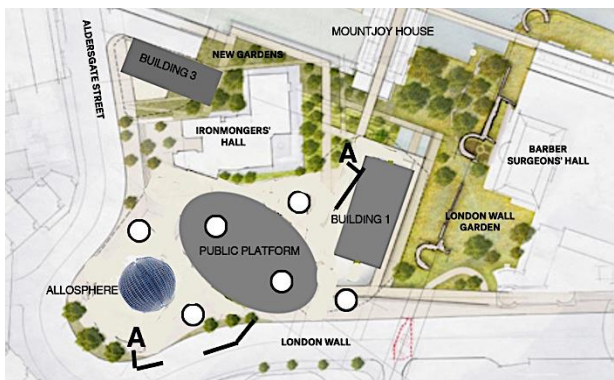 MOUNTJOY HOUSE
ALDERSGATE STREET
NEW GARDENS
BUILDING 3
IRONMONGERS'
HALL
A
BARBER
SURGEONS' HALL
BUILDING 1
LONDON WALL
GARDEN
PUBLIC PLATFORM
ALLOSPHERE
A
LONDON WALL